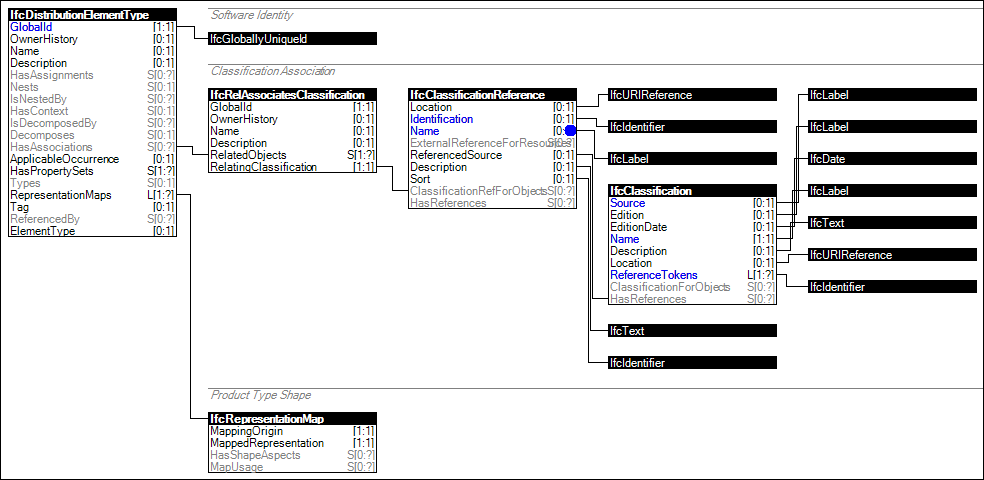 IfcDistributionElementType
GlobalId [1:1]
OwnerHistory [0:1]
Name [0:1]
Description [0:1]
HasAssignments S[0:?]
Nests S[0:?]
IsNestedBy S[0:?]
HasContext S[0:?]
IsDecomposedBy S[0:?]
Decomposes S[0:?]
HasAssociations S[0:?]
ApplicableOccurrence [0:1]
HasPropertySets S[1:?]
Types S[0:1]
RepresentationMaps L[1:?]
Tag [0:1]
ReferencedBy S[0:?]
ElementType [0:1]
Software Identity
IfcGloballyUniqueId
Classification Association
IfcRelAssociatesClassification
GlobalId [1:1]
OwnerHistory [0:1]
Name [0:1]
Description [0:1]
RelatedObjects S[1:?]
RelatingClassification [1:1]
IfcClassificationReference
Location [0:1]
Identification [0:1]
Name [0:
ExternalReferenceForResources S[0:?]
ReferencedSource [0:1]
Description [0:1]
Sort [0:1]
ClassificationRefForObjects S[0:?]
HasReferences S[0:?]
IfcURIReference
IfcIdentifier
IfcLabel
IfcClassification
Source [0:1]
Edition [0:1]
EditionDate [0:1]
Name [1:1]
Description [0:1]
Location [0:1]
ReferenceTokens L[1:?]
ClassificationForObjects S[0:?]
HasReferences S[0:?]
IfcText
IfcIdentifier
IfcLabel
IfcLabel
IfcDate
IfcLabel
IfcText
IfcURIReference
IfcIdentifier
Product Type Shape
IfcRepresentationMap
MappingOrigin [1:1]
MappedRepresentation [1:1]
HasShapeAspects S[0:?]
MapUsage S[0:?]